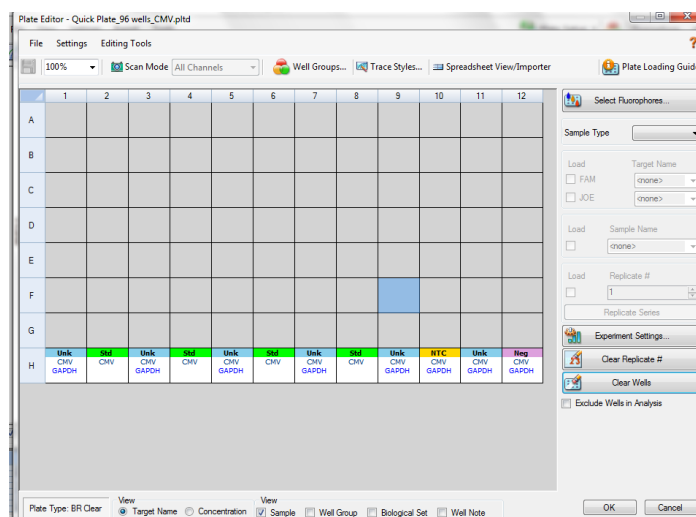 Plate Editor - Quick Plate_96 wells_CMV.pltd
File Settings Editing Tools ?
100% Scan Mode All Channels Well Groups... Trace Styles... Spreadsheet View/Importer Plate Loading Guid
1 2 3 4 5 6 7 8 9 10 11 12
A
B
C
D
E
F
G
H
Unk Std Unk Std Unk Std Unk Std Unk NTC Unk Neg
CMV CMV CMV CMV CMV CMV CMV CMV CMV CMV CMV CMV
GAPDH GAPDH GAPDH GAPDH GAPDH GAPDH GAPDH GAPDH
Select Fluorophores...
Sample Type
Load Target Name
FAM <none>
JOE <none>
Load Sample Name
<none>
Load Replicate #
1
Replicate Series
Experiment Settings...
Clear Replicate #
Clear Wells
Exclude Wells in Analysis
Plate Type: BR Clear
View
Target Name Concentration
View
Sample Well Group Biological Set Well Note
OK Cancel